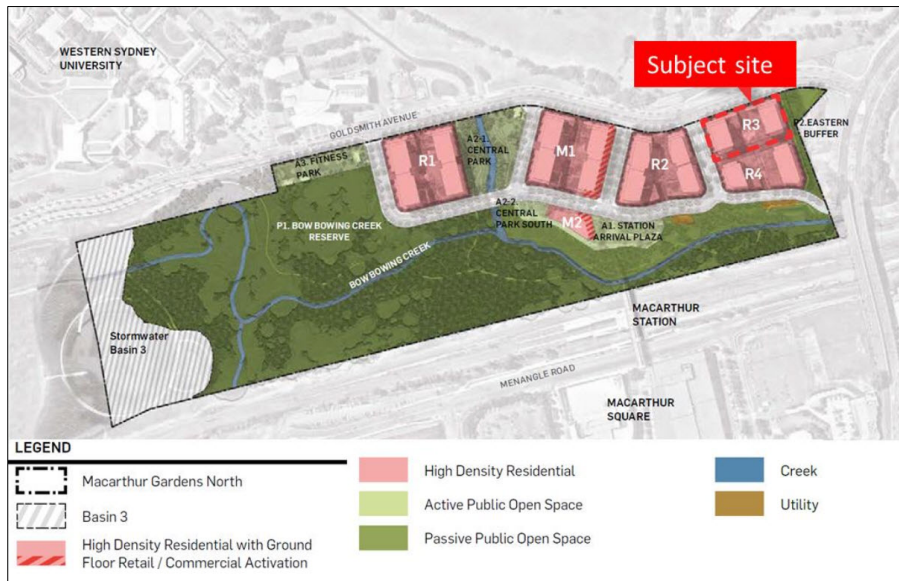 WESTERN SYDNEY
UNIVERSITY
Subject site
GOLDSMITH AVENUE
R3
P2.EASTERN
BUFFER
A2-1.
CENTRAL
PARK
M1
R1
R2
A3. FITNESS
PARK
R4
A2-2.
CENTRAL
PARK SOUTH
M2
A1. STATION
ARRIVAL PLAZA
P1. BOW BOWING CREEK
RESERVE
BOW BOWING CREEK
MACARTHUR
STATION
Stormwater
Basin 3
MENANGLE ROAD
MACARTHUR
SQUARE
LEGEND
Macarthur Gardens North
Basin 3
High Density Residential with Ground
Floor Retail / Commercial Activation
High Density Residential
Active Public Open Space
Passive Public Open Space
Creek
Utility